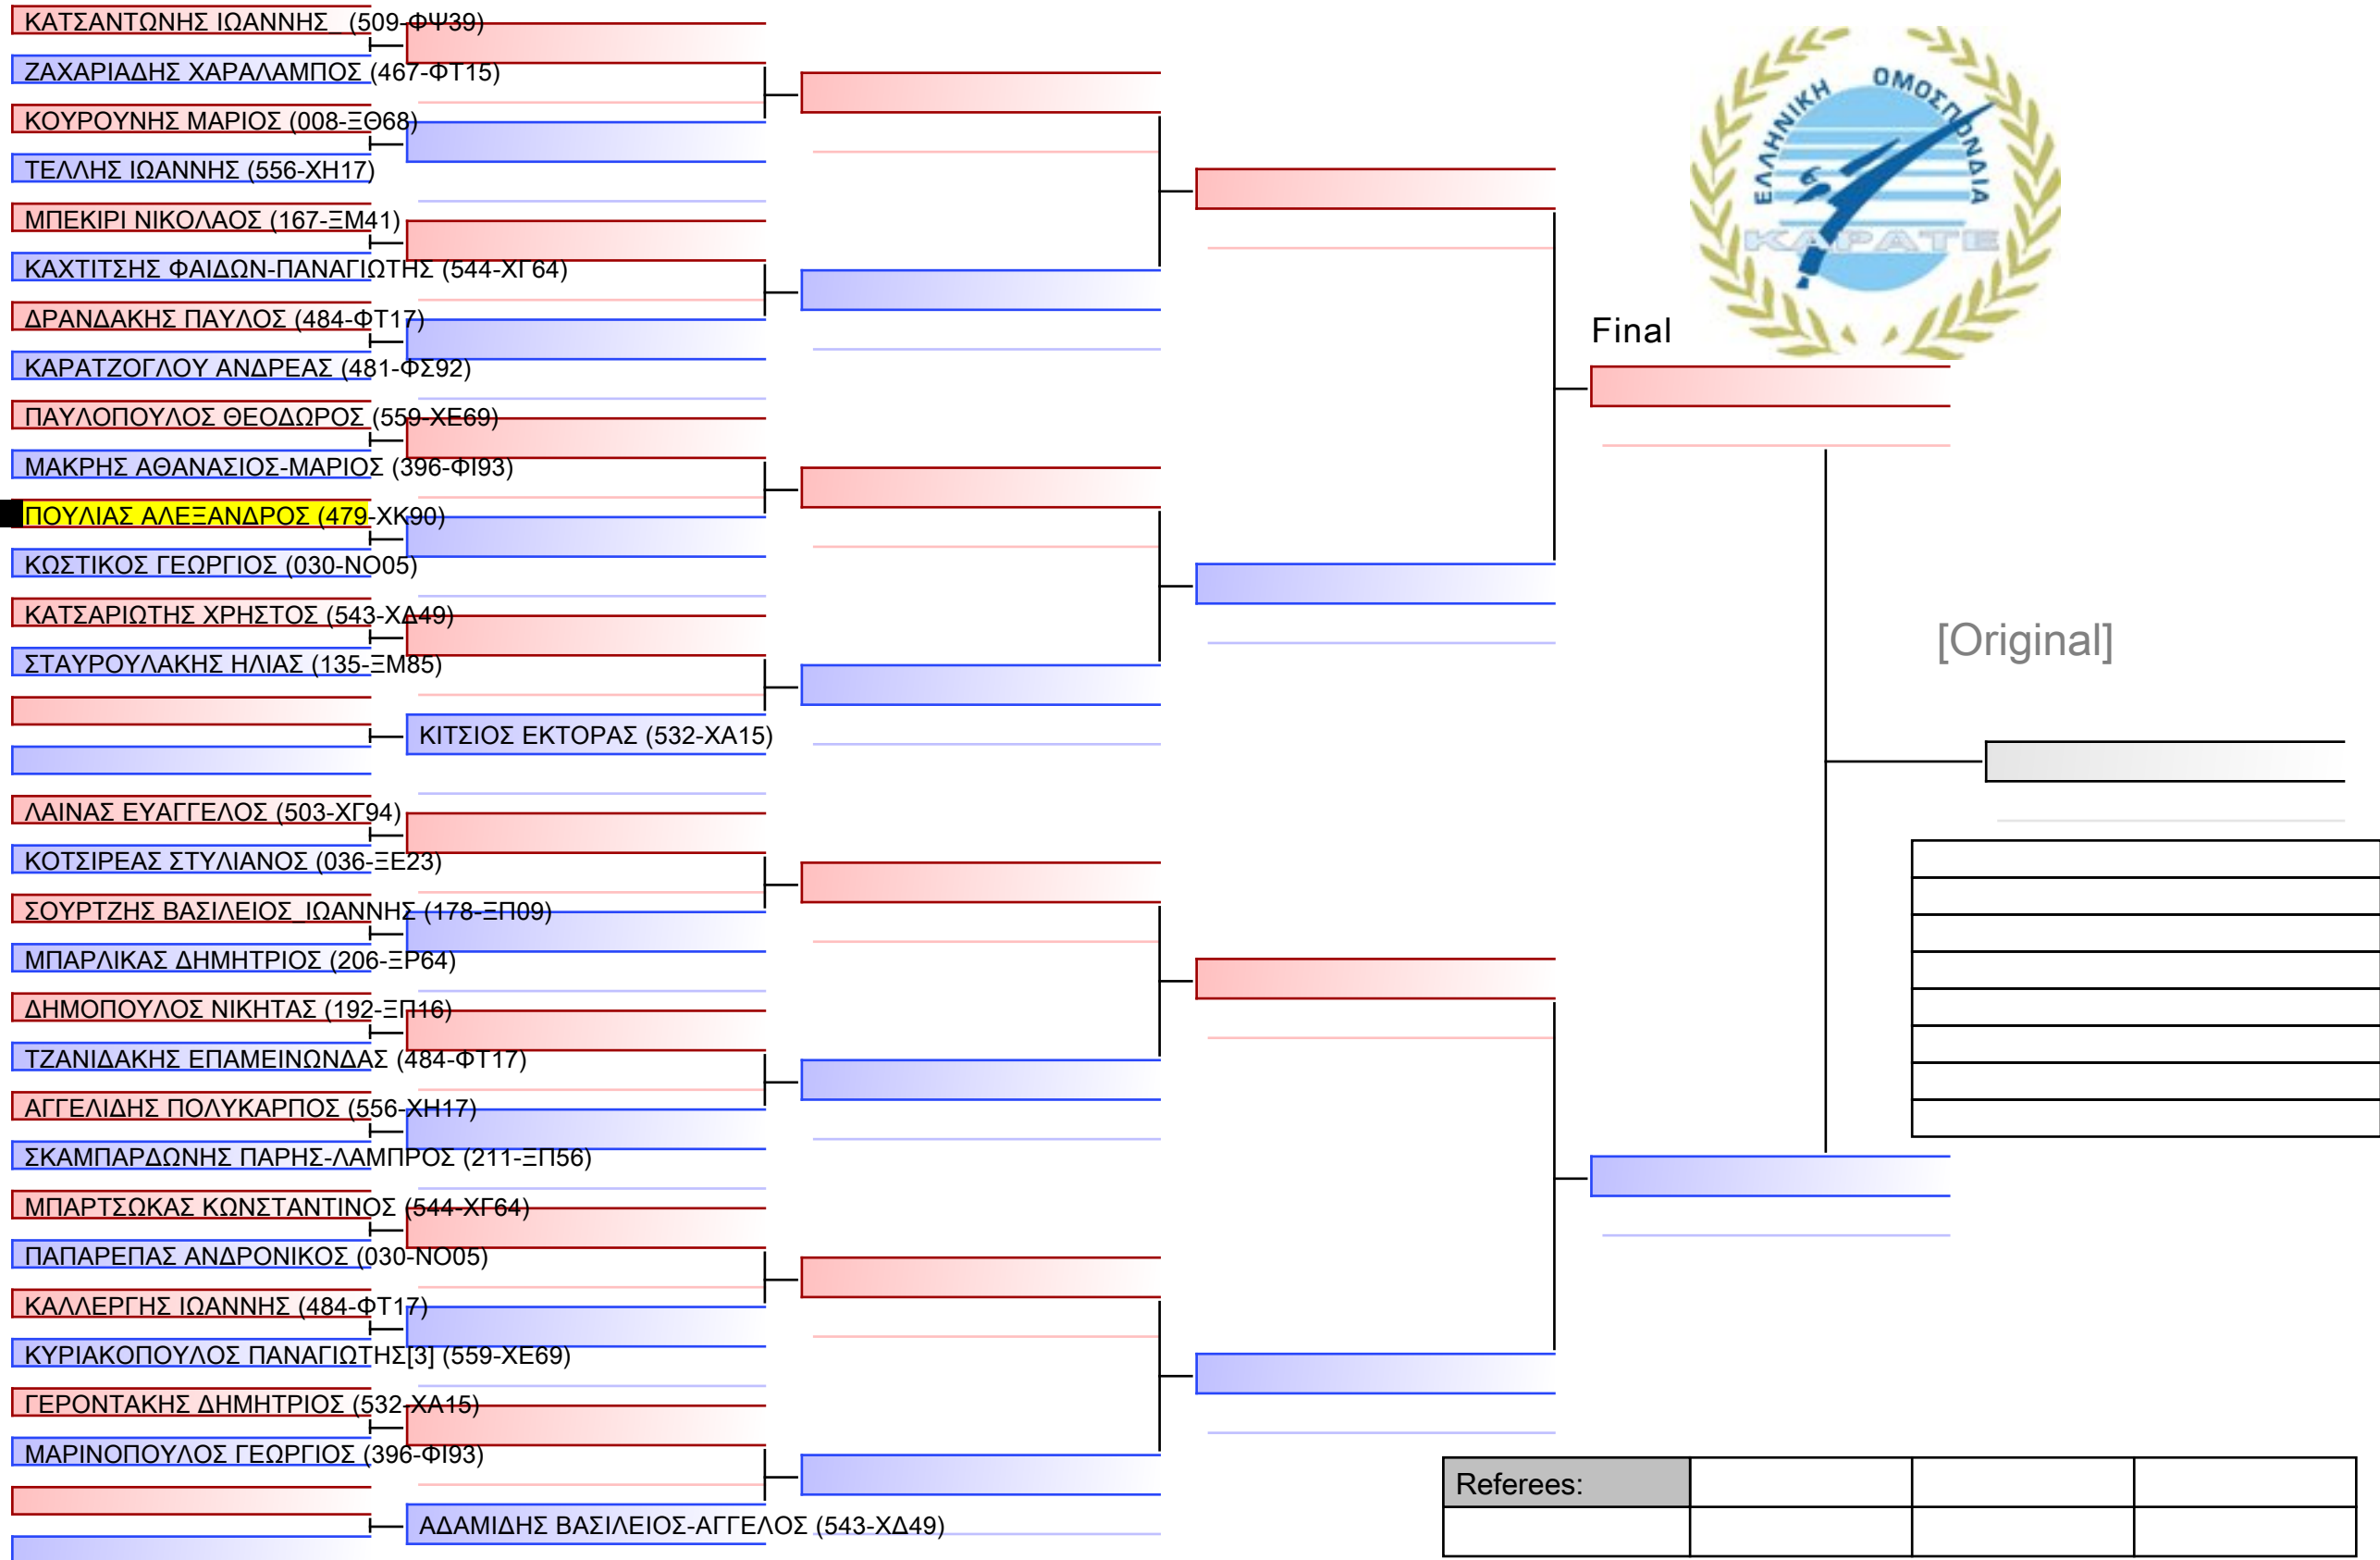 ΚΑΤΣΑΝΤΩΝΗΣ ΙΩΑΝΝΗΣ_ (509-ΦΨ39)
ΖΑΧΑΡΙΑΔΗΣ ΧΑΡΑΛΑΜΠΟΣ (467-ΦΤ15)
ΚΟΥΡΟΥΝΗΣ ΜΑΡΙΟΣ (008-ΞΘ68)
ΤΕΛΛΗΣ ΙΩΑΝΝΗΣ (556-ΧΗ17)
ΜΠΕΚΙΡΙ ΝΙΚΟΛΑΟΣ (167-ΞΜ41)
ΚΑΧΤΙΤΣΗΣ ΦΑΙΔΩΝ-ΠΑΝΑΓΙΩΤΗΣ (544-ΧΓ64)
ΔΡΑΝΔΑΚΗΣ ΠΑΥΛΟΣ (484-ΦΤ17)
ΚΑΡΑΤΖΟΓΛΟΥ ΑΝΔΡΕΑΣ (481-ΦΣ92)
ΠΑΥΛΟΠΟΥΛΟΣ ΘΕΟΔΩΡΟΣ (559-ΧΕ69)
ΜΑΚΡΗΣ ΑΘΑΝΑΣΙΟΣ-ΜΑΡΙΟΣ (396-ΦΙ93)
ΠΟΥΛΙΑΣ ΑΛΕΞΑΝΔΡΟΣ (479-ΧΚ90)
ΚΩΣΤΙΚΟΣ ΓΕΩΡΓΙΟΣ (030-ΝΟ05)
ΚΑΤΣΑΡΙΩΤΗΣ ΧΡΗΣΤΟΣ (543-ΧΔ49)
ΣΤΑΥΡΟΥΛΑΚΗΣ ΗΛΙΑΣ (135-ΞΜ85)
ΚΙΤΣΙΟΣ ΕΚΤΟΡΑΣ (532-ΧΑ15)
ΛΑΙΝΑΣ ΕΥΑΓΓΕΛΟΣ (503-ΧΓ94)
ΚΟΤΣΙΡΕΑΣ ΣΤΥΛΙΑΝΟΣ (036-ΞΕ23)
ΣΟΥΡΤΖΗΣ ΒΑΣΙΛΕΙΟΣ_ΙΩΑΝΝΗΣ (178-ΞΠ09)
ΜΠΑΡΛΙΚΑΣ ΔΗΜΗΤΡΙΟΣ (206-ΞΡ64)
ΔΗΜΟΠΟΥΛΟΣ ΝΙΚΗΤΑΣ (192-ΞΠ16)
ΤΖΑΝΙΔΑΚΗΣ ΕΠΑΜΕΙΝΩΝΔΑΣ (484-ΦΤ17)
ΑΓΓΕΛΙΔΗΣ ΠΟΛΥΚΑΡΠΟΣ (556-ΧΗ17)
ΣΚΑΜΠΑΡΔΩΝΗΣ ΠΑΡΗΣ-ΛΑΜΠΡΟΣ (211-ΞΠ56)
ΜΠΑΡΤΣΩΚΑΣ ΚΩΝΣΤΑΝΤΙΝΟΣ (544-ΧΓ64)
ΠΑΠΑΡΕΠΑΣ ΑΝΔΡΟΝΙΚΟΣ (030-ΝΟ05)
ΚΑΛΛΕΡΓΗΣ ΙΩΑΝΝΗΣ (484-ΦΤ17)
ΚΥΡΙΑΚΟΠΟΥΛΟΣ ΠΑΝΑΓΙΩΤΗΣ[3] (559-ΧΕ69)
ΓΕΡΟΝΤΑΚΗΣ ΔΗΜΗΤΡΙΟΣ (532-ΧΑ15)
ΜΑΡΙΝΟΠΟΥΛΟΣ ΓΕΩΡΓΙΟΣ (396-ΦΙ93)
ΑΔΑΜΙΔΗΣ ΒΑΣΙΛΕΙΟΣ-ΑΓΓΕΛΟΣ (543-ΧΔ49)
ΕΛΛΗΝΙΚΗ ΟΜΟΣΠΟΝΔΙΑ
ΚΑΡΑΤΕ
Final
[Original]
Referees: